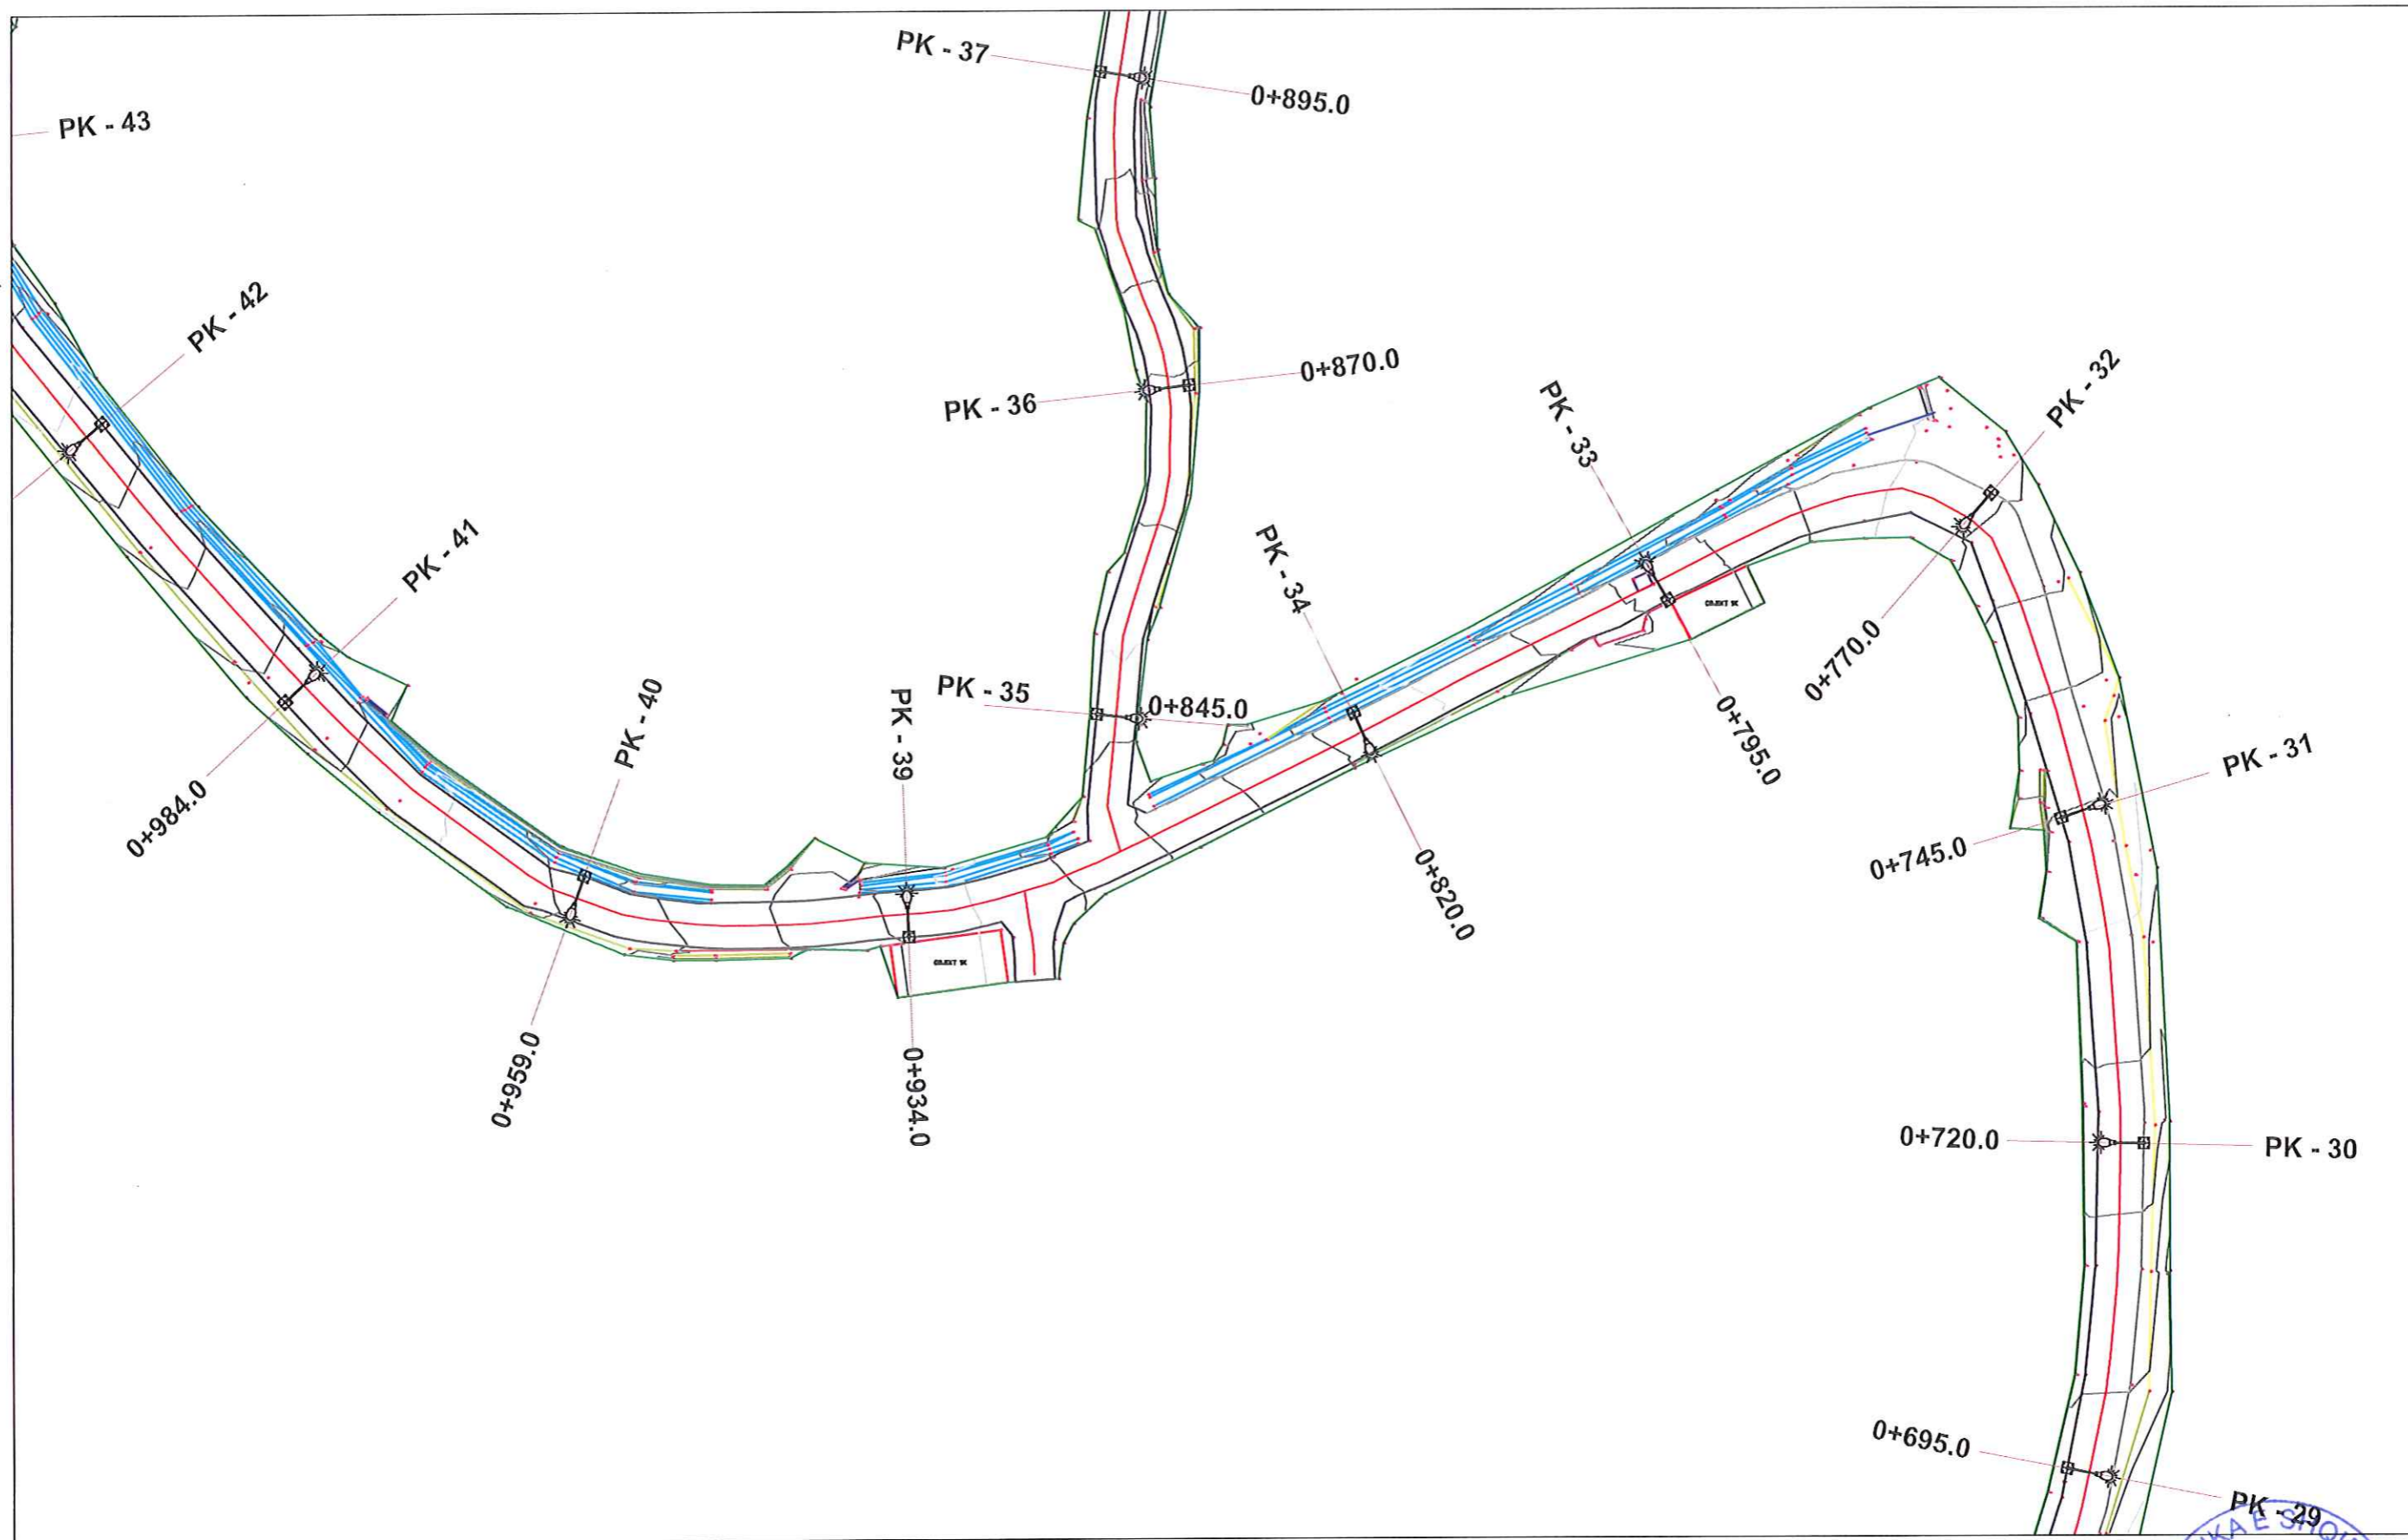 PK - 37
0+895.0
PK - 43
PK - 42
PK - 36
0+870.0
PK - 33
PK - 32
PK - 41
PK - 34
0+770.0
PK - 40
PK - 39
PK - 35
0+845.0
0+795.0
PK - 31
0+984.0
0+820.0
0+745.0
0+959.0
0+934.0
0+720.0
PK - 30
0+695.0
PK - 29